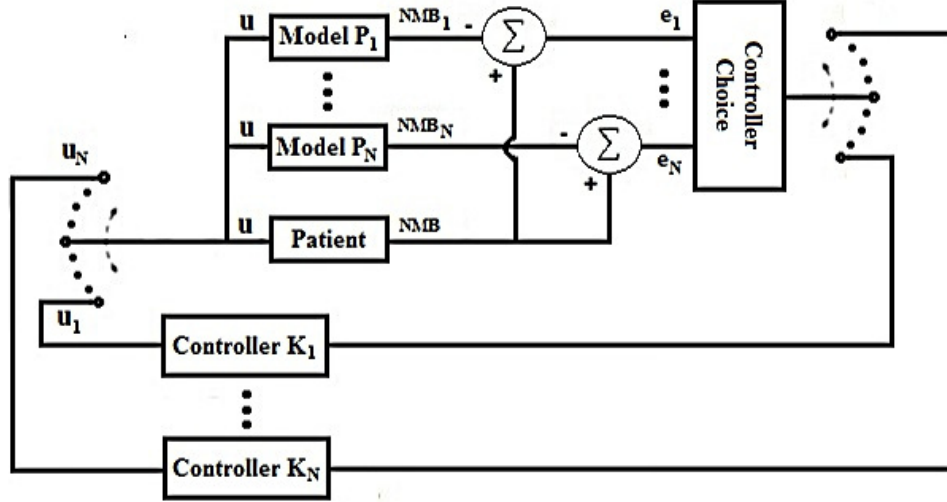 u
Model P1
NMB1
-
Σ
+
e1
Controller
Choice
u
Model PN
NMBN
-
Σ
+
eN
uN
u
Patient
NMB
u1
Controller K1
Controller KN